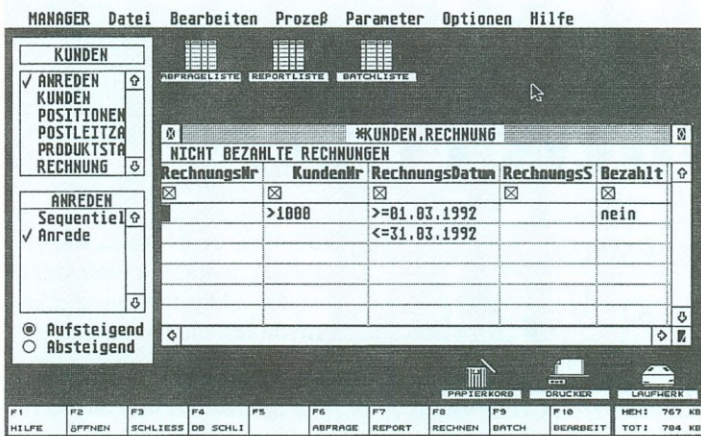 MANAGER Datei Bearbeiten Prozeß Parameter Optionen Hilfe
KUNDEN
✓ ANREDEN
KUNDEN
POSITIONEN
POSTLEITZA
PRODUKTSTA
RECHNUNG
ANREDEN
Sequentiel
✓ Anrede
Aufsteigend
Absteigend
ABFRAGELISTE REPORTLISTE BATCHLISTE
*KUNDEN.RECHNUNG
NICHT BEZAHLTE RECHNUNGEN
RechnungsNr KundenNr RechnungsDatum RechnungsS Bezahlt
>1000 >=01.03.1992 nein
<=31.03.1992
PAPIERKORB DRUCKER LAUFWERK
F1 F2 F3 F4 F5 F6 F7 F8 F9 F10 MEM: 767 KB
HILFE ÖFFNEN SCHLIESS DB SCHLI ABFRAGE REPORT RECHNEN BATCH BEARBEIT TOT: 784 KB